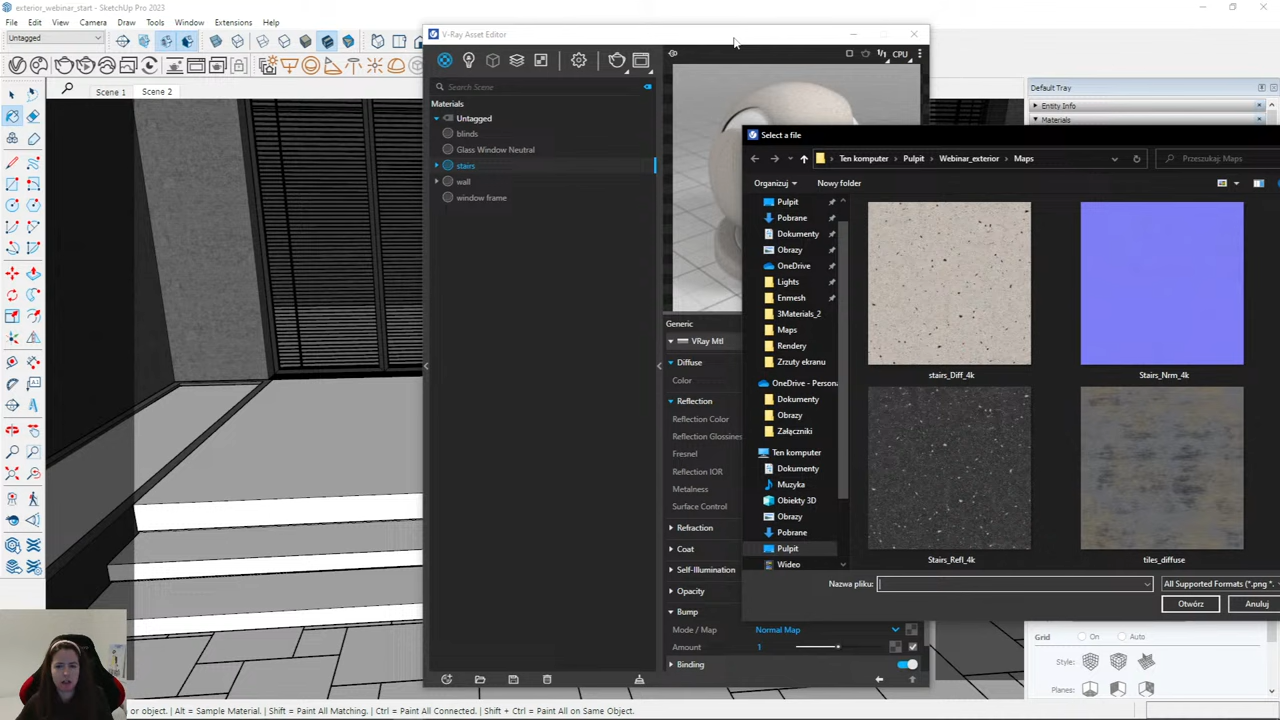 exterior_webinar_start - SketchUp Pro 2023
File Edit View Camera Draw Tools Window Extensions Help
Untagged
Scene 1 Scene 2
V-Ray Asset Editor
CPU
Search Scene
Materials
Untagged
blinds
Glass Window Neutral
stairs
wall
window frame
Generic
VRay Mtl
Diffuse
Color
Reflection
Reflection Color
Reflection Glossines
Fresnel
Reflection IOR
Metalness
Surface Control
Refraction
Coat
Self-Illumination
Opacity
Bump
Mode / Map Normal Map
Amount 1
Binding
Select a file
Ten komputer Pulpit Webinar_exterior Maps
Przeszukaj: Maps
Organizuj New folder
Pulpit
Pobrane
Dokumenty
Obrazy
OneDrive
Lights
Enmesh
3Materials_2
Maps
Rendery
Zrzuty ekranu
OneDrive - Person
Dokumenty
Obrazy
Załączniki
Ten komputer
Dokumenty
Muzyka
Obiekty 3D
Obrazy
Pobrane
Pulpit
Wideo
stairs_Diff_4k
Stairs_Nrm_4k
Stairs_Refl_4k
tiles_diffuse
Nazwa pliku:
All Supported Formats (*.png *.
Otwórz Anuluj
Default Tray
Entity Info
Materials
Grid On Auto
Style:
Planes:
or object. | Alt = Sample Material. | Shift = Paint All Matching. | Ctrl = Paint All Connected. | Shift + Ctrl = Paint All on Same Object.